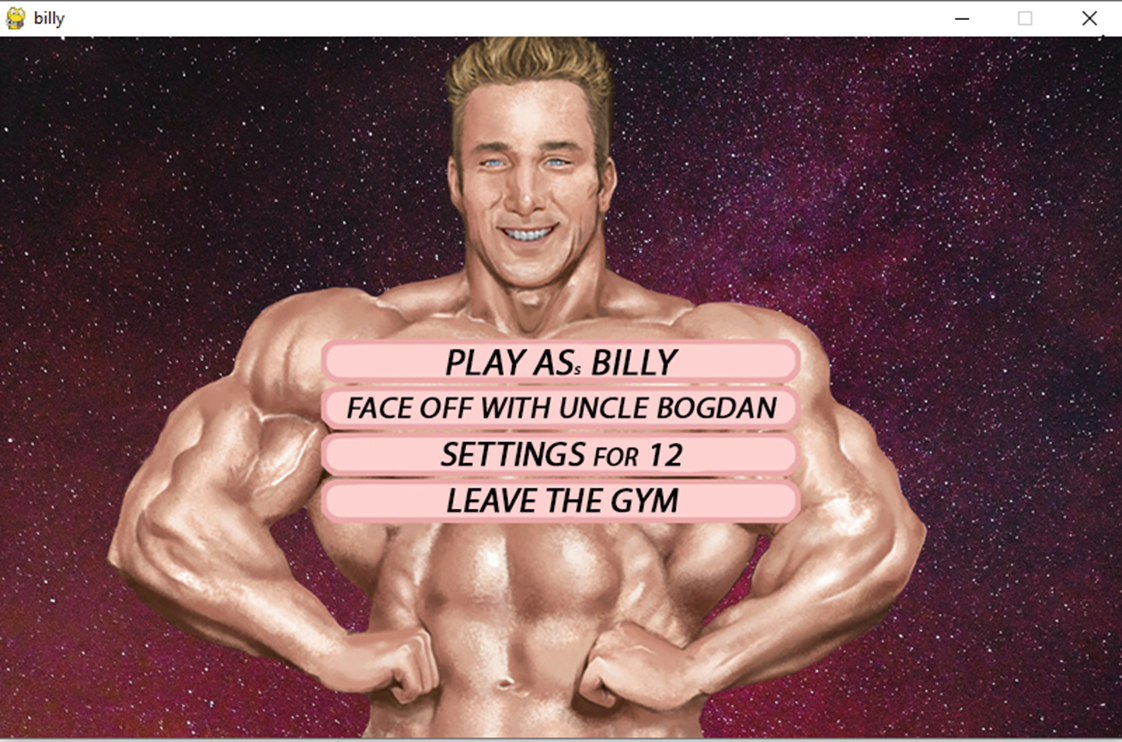 billy
PLAY ASs BILLY
FACE OFF WITH UNCLE BOGDAN
SETTINGS FOR 12
LEAVE THE GYM